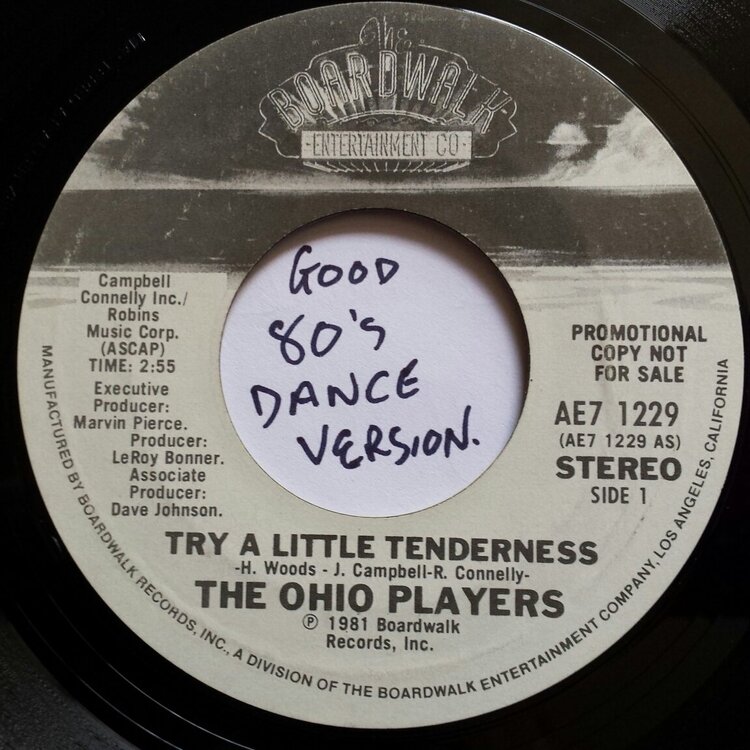 The
BOARDWALK
·ENTERTAINMENT CO·
Campbell
Connelly Inc./
Robins
Music Corp.
(ASCAP)
TIME: 2:55
Executive
Producer:
Marvin Pierce.
Producer:
LeRoy Bonner.
Associate
Producer:
Dave Johnson.
GOOD
80's
DANCE
VERSION.
PROMOTIONAL
COPY NOT
FOR SALE
AE7 1229
(AE7 1229 AS)
STEREO
SIDE 1
TRY A LITTLE TENDERNESS
-H. Woods - J. Campbell-R. Connelly-
THE OHIO PLAYERS
℗ 1981 Boardwalk
Records, Inc.
MANUFACTURED BY BOARDWALK RECORDS, INC., A DIVISION OF THE BOARDWALK ENTERTAINMENT COMPANY, LOS ANGELES, CALIFORNIA